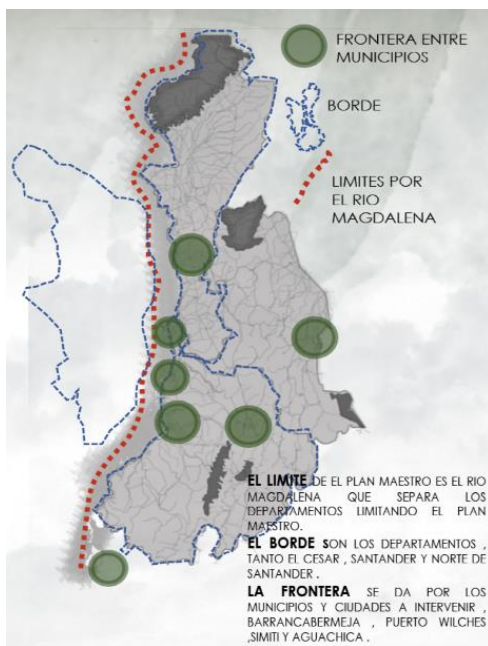 FRONTERA ENTRE
MUNICIPIOS
BORDE
LIMITES POR
EL RIO
MAGDALENA
EL LIMITE DE EL PLAN MAESTRO ES EL RIO
MAGDALENA QUE SEPARA LOS
DEPARTAMENTOS LIMITANDO EL PLAN
MAESTRO.
EL BORDE SON LOS DEPARTAMENTOS ,
TANTO EL CESAR , SANTANDER Y NORTE DE
SANTANDER .
LA FRONTERA SE DA POR LOS
MUNICIPIOS Y CIUDADES A INTERVENIR ,
BARRANCABERMEJA , PUERTO WILCHES
,SIMITI Y AGUACHICA .